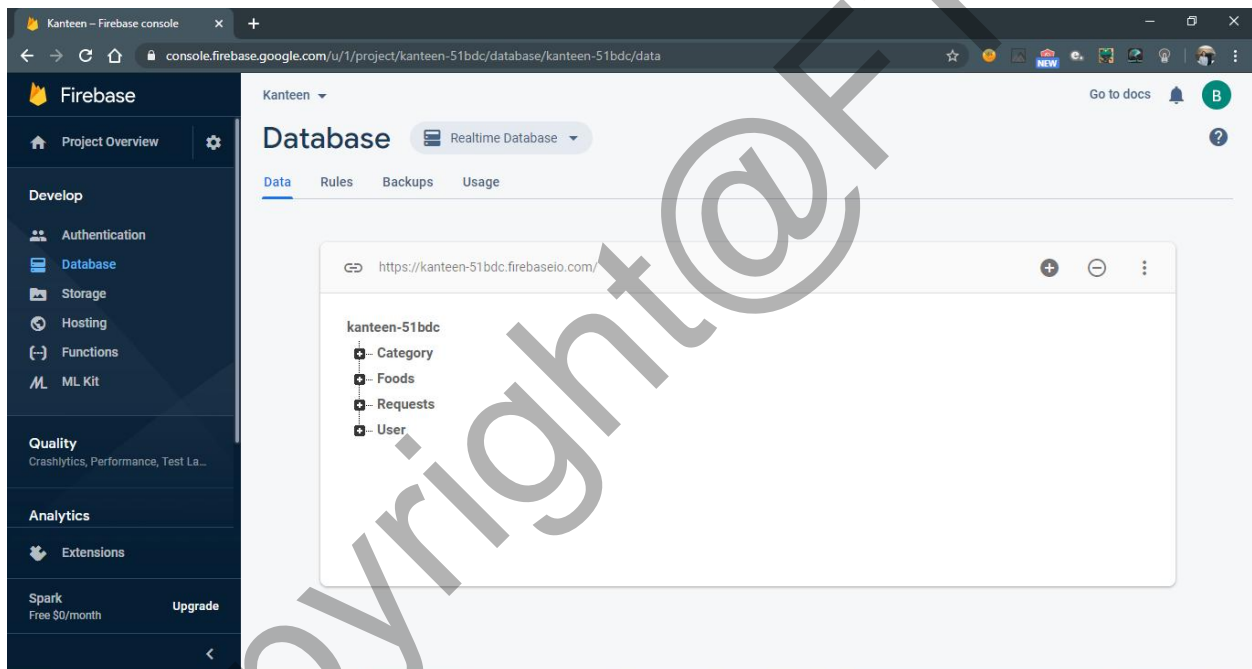 Kanteen – Firebase console
console.firebase.google.com/u/1/project/kanteen-51bdc/database/kanteen-51bdc/data
NEW
Firebase
Kanteen
Go to docs
B
Project Overview
Database
Realtime Database
Data Rules Backups Usage
Develop
Authentication
Database
Storage
Hosting
Functions
ML Kit
https://kanteen-51bdc.firebaseio.com/
kanteen-51bdc
Category
Foods
Requests
User
Quality
Crashlytics, Performance, Test La...
Analytics
Extensions
Spark
Free $0/month
Upgrade
opyright@F